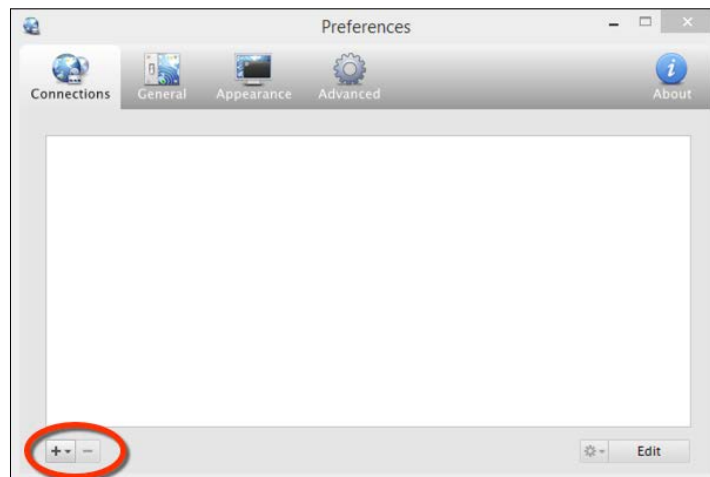 Preferences
Connections
General
Appearance
Advanced
About
Edit